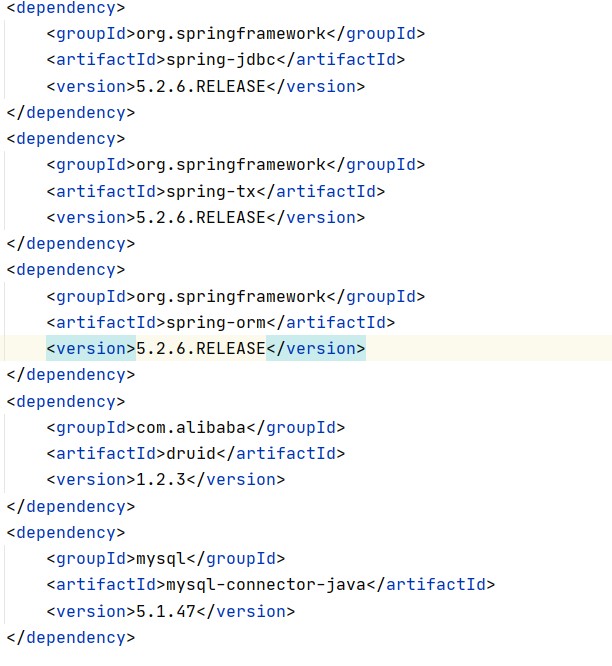 <dependency>
    <groupId>org.springframework</groupId>
    <artifactId>spring-jdbc</artifactId>
    <version>5.2.6.RELEASE</version>
</dependency>
<dependency>
    <groupId>org.springframework</groupId>
    <artifactId>spring-tx</artifactId>
    <version>5.2.6.RELEASE</version>
</dependency>
<dependency>
    <groupId>org.springframework</groupId>
    <artifactId>spring-orm</artifactId>
    <version>5.2.6.RELEASE</version>
</dependency>
<dependency>
    <groupId>com.alibaba</groupId>
    <artifactId>druid</artifactId>
    <version>1.2.3</version>
</dependency>
<dependency>
    <groupId>mysql</groupId>
    <artifactId>mysql-connector-java</artifactId>
    <version>5.1.47</version>
</dependency>